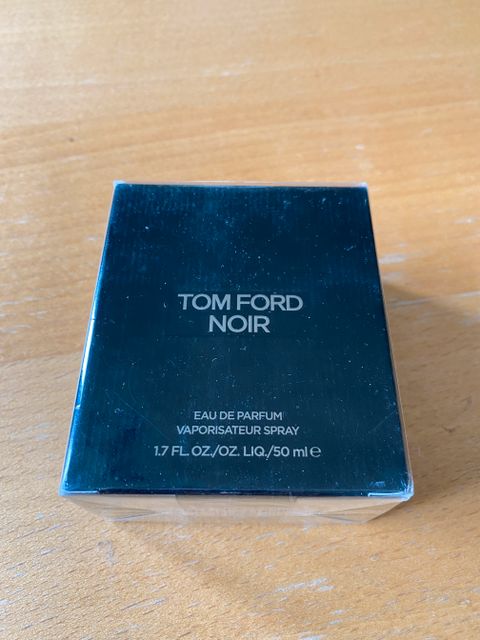 TOM FORD
NOIR
EAU DE PARFUM
VAPORISATEUR SPRAY
1.7 FL. OZ./OZ. LIQ./50 ml ℮